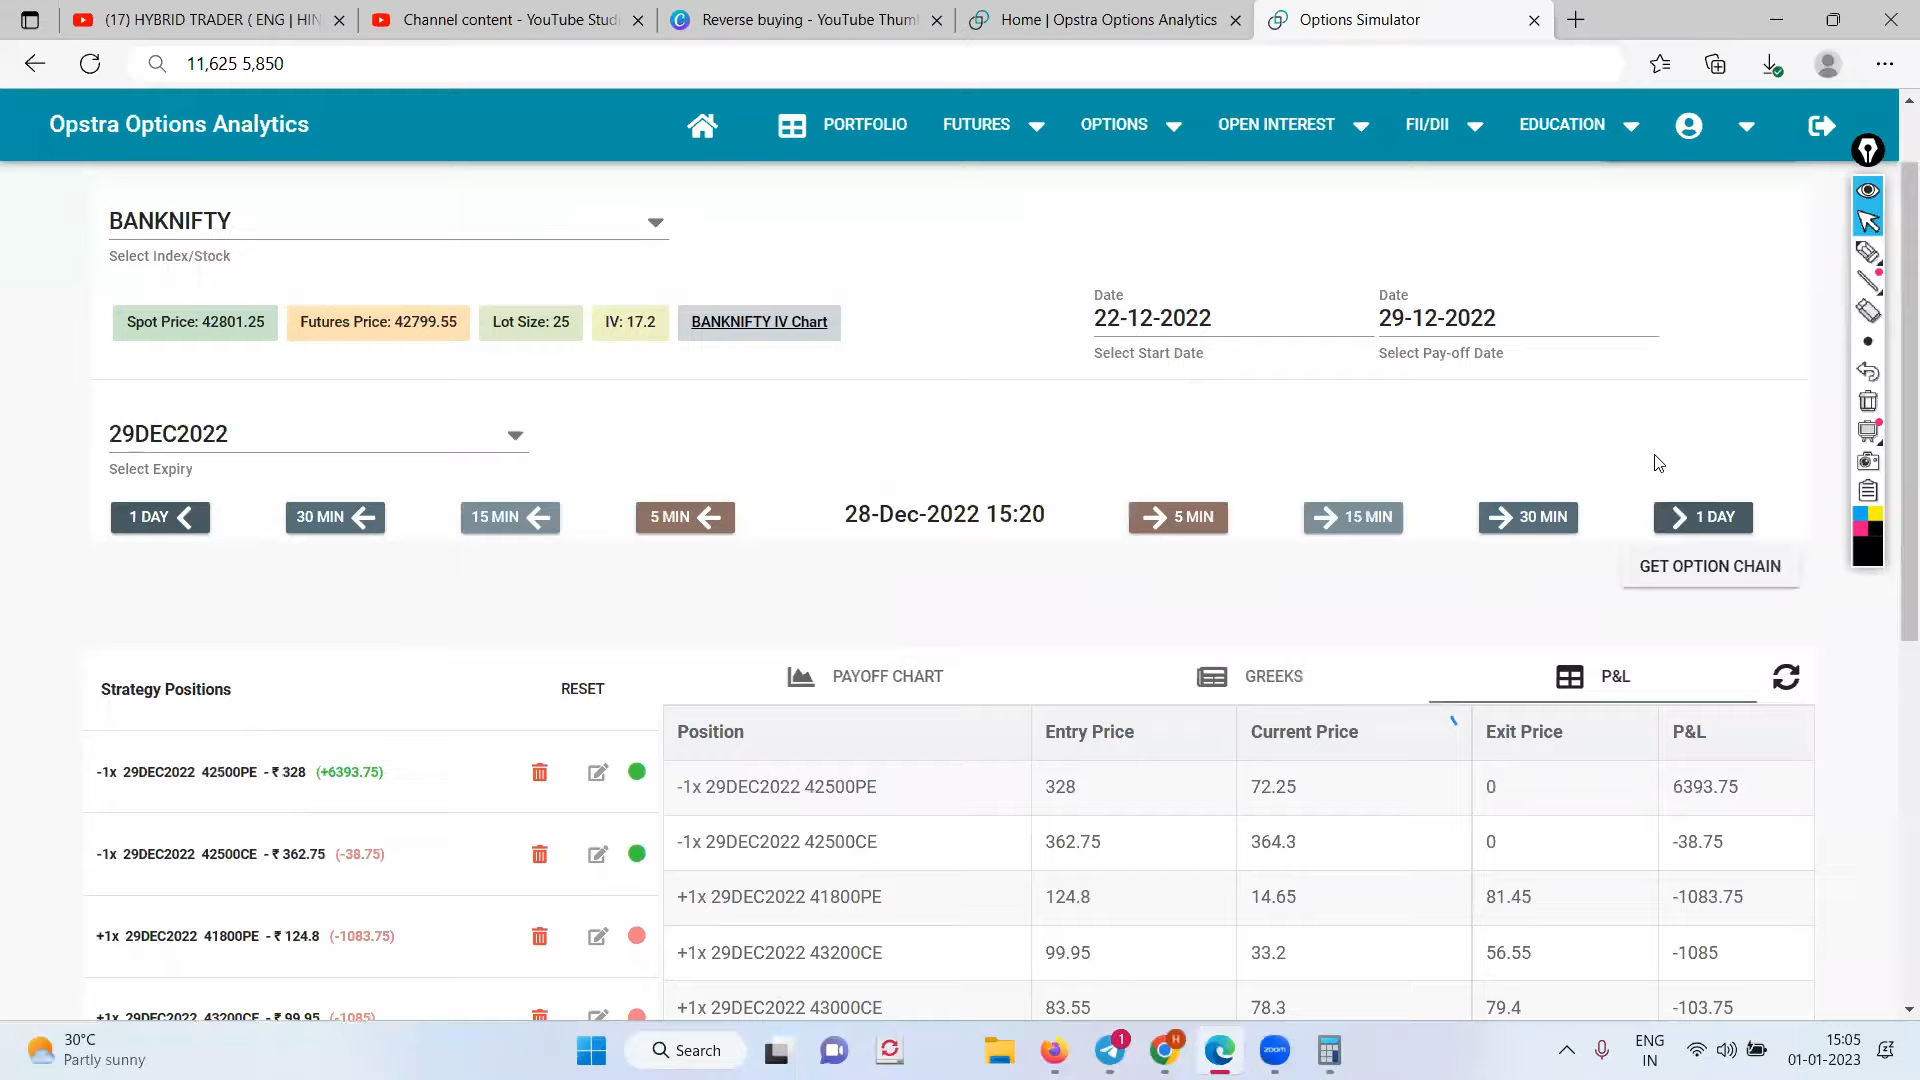 (17) HYBRID TRADER ( ENG | HIN
Channel content - YouTube Stud
Reverse buying - YouTube Thum
Home | Opstra Options Analytics
Options Simulator
11,625 5,850
Opstra Options Analytics
PORTFOLIO
FUTURES
OPTIONS
OPEN INTEREST
FII/DII
EDUCATION
BANKNIFTY
Select Index/Stock
Spot Price: 42801.25
Futures Price: 42799.55
Lot Size: 25
IV: 17.2
BANKNIFTY IV Chart
Date
22-12-2022
Select Start Date
Date
29-12-2022
Select Pay-off Date
29DEC2022
Select Expiry
1 DAY
30 MIN
15 MIN
5 MIN
28-Dec-2022 15:20
5 MIN
15 MIN
30 MIN
1 DAY
GET OPTION CHAIN
Strategy Positions
RESET
-1x 29DEC2022 42500PE - ₹ 328 (+6393.75)
-1x 29DEC2022 42500CE - ₹ 362.75 (-38.75)
+1x 29DEC2022 41800PE - ₹ 124.8 (-1083.75)
+1x 29DEC2022 43200CE - ₹ 99.95 (-1085)
PAYOFF CHART
GREEKS
P&L
Position Entry Price Current Price Exit Price P&L
-1x 29DEC2022 42500PE 328 72.25 0 6393.75
-1x 29DEC2022 42500CE 362.75 364.3 0 -38.75
+1x 29DEC2022 41800PE 124.8 14.65 81.45 -1083.75
+1x 29DEC2022 43200CE 99.95 33.2 56.55 -1085
+1x 29DEC2022 43000CE 83.55 78.3 79.4 -103.75
30°C
Partly sunny
Search
1
H
zoom
ENG
IN
15:05
01-01-2023